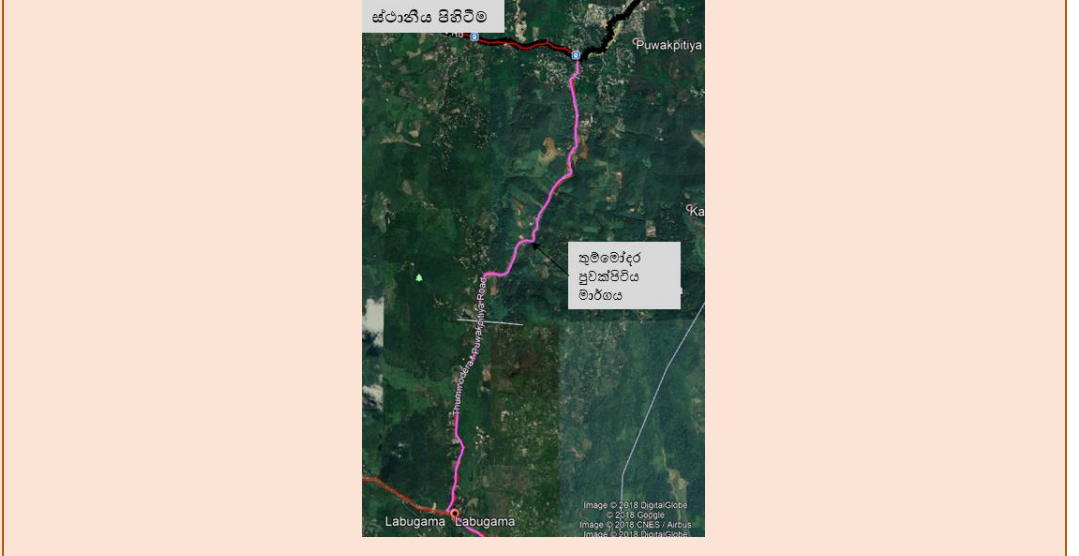 ස්ථානීය පිහිටීම
Puwakpitiya
Ka
තුම්මෝදර
පුවක්පිටිය
මාර්ගය
Thummodera - Puwakpitiya Road
Labugama Labugama
Image © 2018 DigitalGlobe
© 2018 Google
Image © 2018 CNES / Airbus
Image © 2018 DigitalGlobe